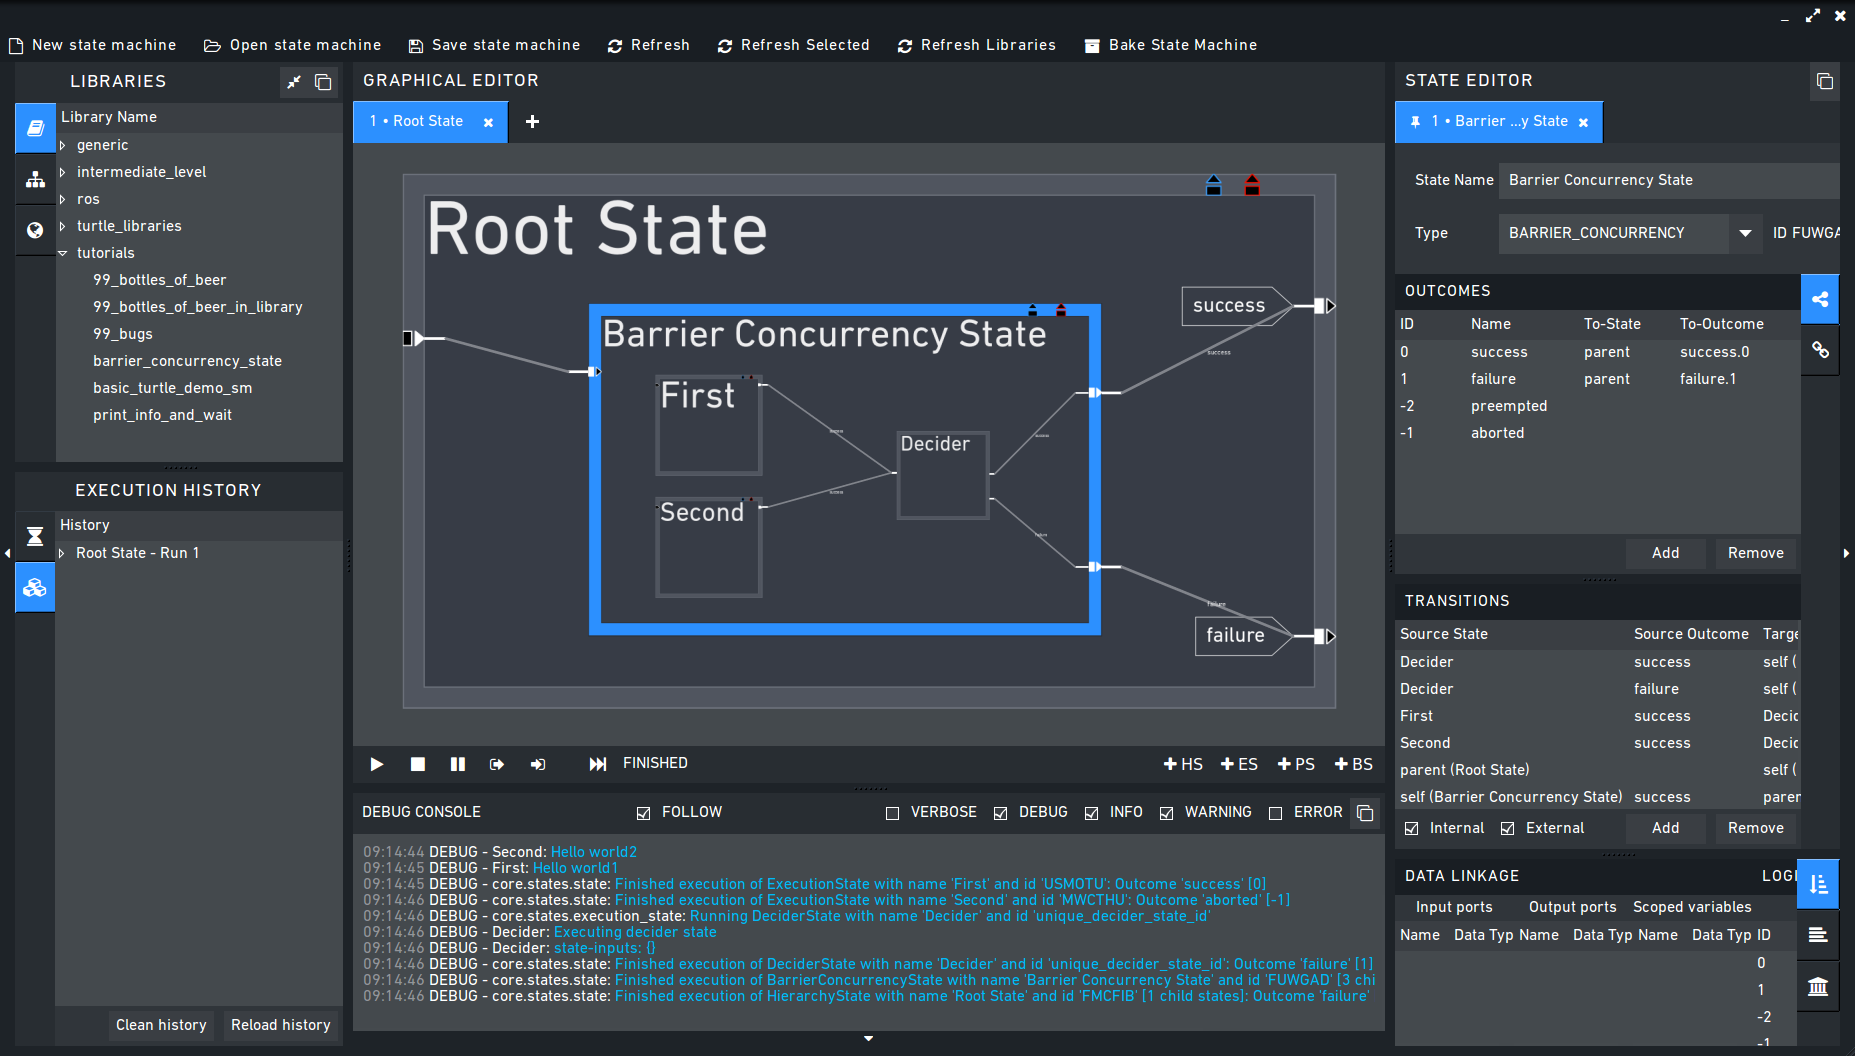 New state machine
Open state machine
Save state machine
Refresh
Refresh Selected
Refresh Libraries
Bake State Machine
LIBRARIES
Library Name
generic
intermediate_level
ros
turtle_libraries
tutorials
99_bottles_of_beer
99_bottles_of_beer_in_library
99_bugs
barrier_concurrency_state
basic_turtle_demo_sm
print_info_and_wait
EXECUTION HISTORY
History
Root State - Run 1
Clean history
Reload history
GRAPHICAL EDITOR
1 • Root State
Root State
Barrier Concurrency State
First
Second
Decider
success
success
success
success
failure
success
success
failure
failure
FINISHED
HS
ES
PS
BS
DEBUG CONSOLE
FOLLOW
VERBOSE
DEBUG
INFO
WARNING
ERROR
09:14:44 DEBUG - Second: Hello world2
09:14:45 DEBUG - First: Hello world1
09:14:45 DEBUG - core.states.state: Finished execution of ExecutionState with name 'First' and id 'USMOTU': Outcome 'success' [0]
09:14:46 DEBUG - core.states.state: Finished execution of ExecutionState with name 'Second' and id 'MWCTHU': Outcome 'aborted' [-1]
09:14:46 DEBUG - core.states.execution_state: Running DeciderState with name 'Decider' and id 'unique_decider_state_id'
09:14:46 DEBUG - Decider: Executing decider state
09:14:46 DEBUG - Decider: state-inputs: {}
09:14:46 DEBUG - core.states.state: Finished execution of DeciderState with name 'Decider' and id 'unique_decider_state_id': Outcome 'failure' [1]
09:14:46 DEBUG - core.states.state: Finished execution of BarrierConcurrencyState with name 'Barrier Concurrency State' and id 'FUWGAD' [3 chi
09:14:46 DEBUG - core.states.state: Finished execution of HierarchyState with name 'Root State' and id 'FMCFIB' [1 child states]: Outcome 'failure'
STATE EDITOR
1 • Barrier ...y State
State Name Barrier Concurrency State
Type BARRIER_CONCURRENCY ID FUWGA
OUTCOMES
ID Name To-State To-Outcome
0 success parent success.0
1 failure parent failure.1
-2 preempted
-1 aborted
Add Remove
TRANSITIONS
Source State Source Outcome Targe
Decider success self (
Decider failure self (
First success Decic
Second success Decic
parent (Root State) self (
self (Barrier Concurrency State) success paren
Internal External Add Remove
DATA LINKAGE LOGI
Input ports Output ports Scoped variables
Name Data Typ Name Data Typ Name Data Typ ID
0
1
-2
-1